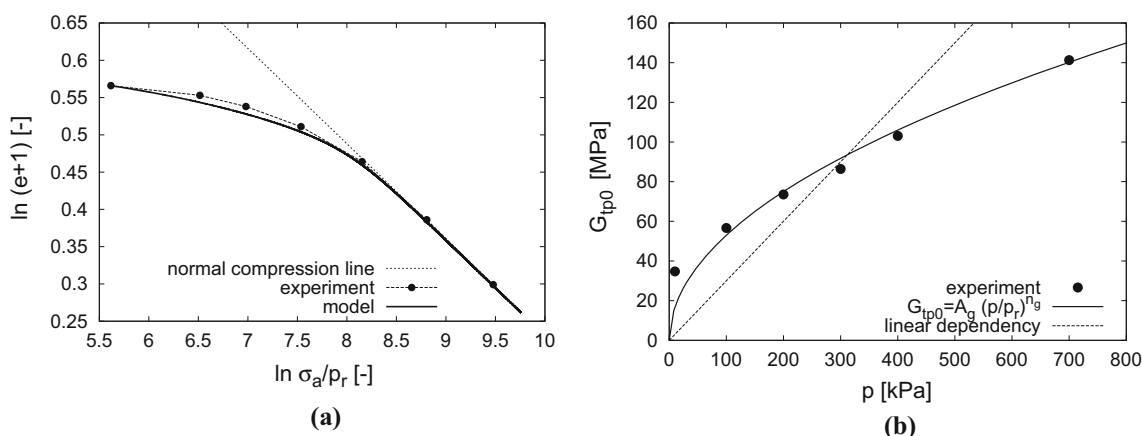 0.65
0.6
0.55
0.5
0.45
0.4
0.35
0.3
0.25
ln (e+1) [-]
normal compression line
experiment
model
5.5 6 6.5 7 7.5 8 8.5 9 9.5 10
ln σa/pr [-]
(a)
160
140
120
100
80
60
40
20
0
Gtp0 [MPa]
experiment
Gtp0=Ag (p/pr)ng
linear dependency
0 100 200 300 400 500 600 700 800
p [kPa]
(b)